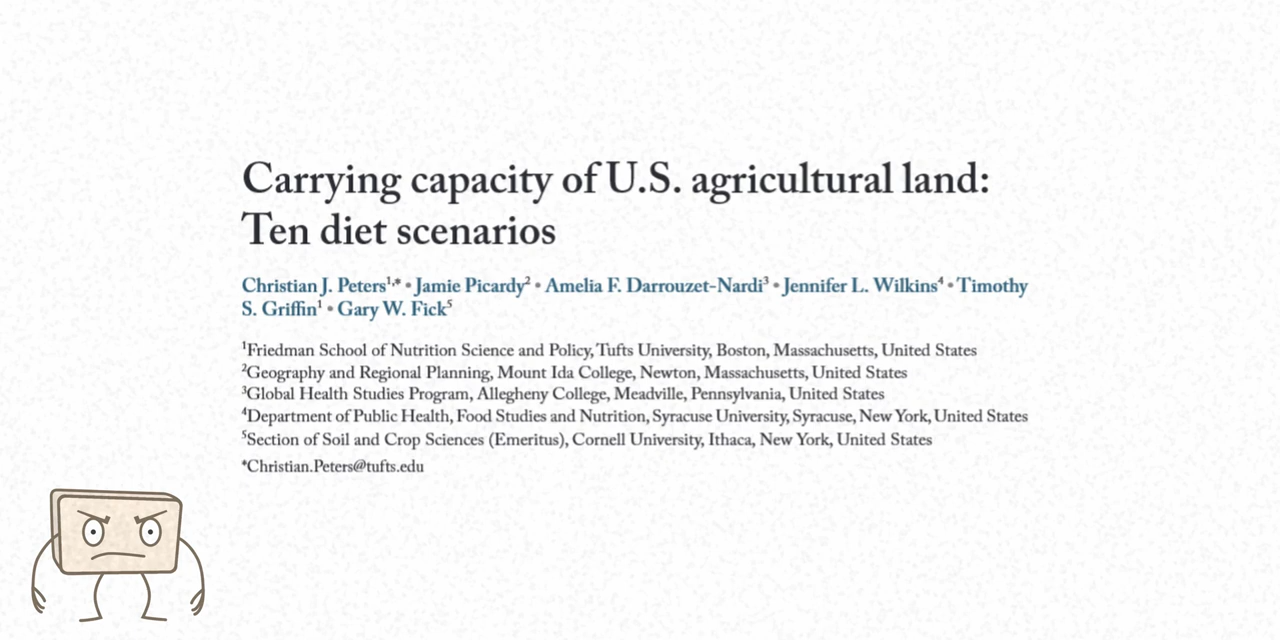 Carrying capacity of U.S. agricultural land:
Ten diet scenarios
Christian J. Peters¹,* • Jamie Picardy² • Amelia F. Darrouzet-Nardi³ • Jennifer L. Wilkins⁴ • Timothy
S. Griffin¹ • Gary W. Fick⁵
¹Friedman School of Nutrition Science and Policy, Tufts University, Boston, Massachusetts, United States
²Geography and Regional Planning, Mount Ida College, Newton, Massachusetts, United States
³Global Health Studies Program, Allegheny College, Meadville, Pennsylvania, United States
⁴Department of Public Health, Food Studies and Nutrition, Syracuse University, Syracuse, New York, United States
⁵Section of Soil and Crop Sciences (Emeritus), Cornell University, Ithaca, New York, United States
*Christian.Peters@tufts.edu